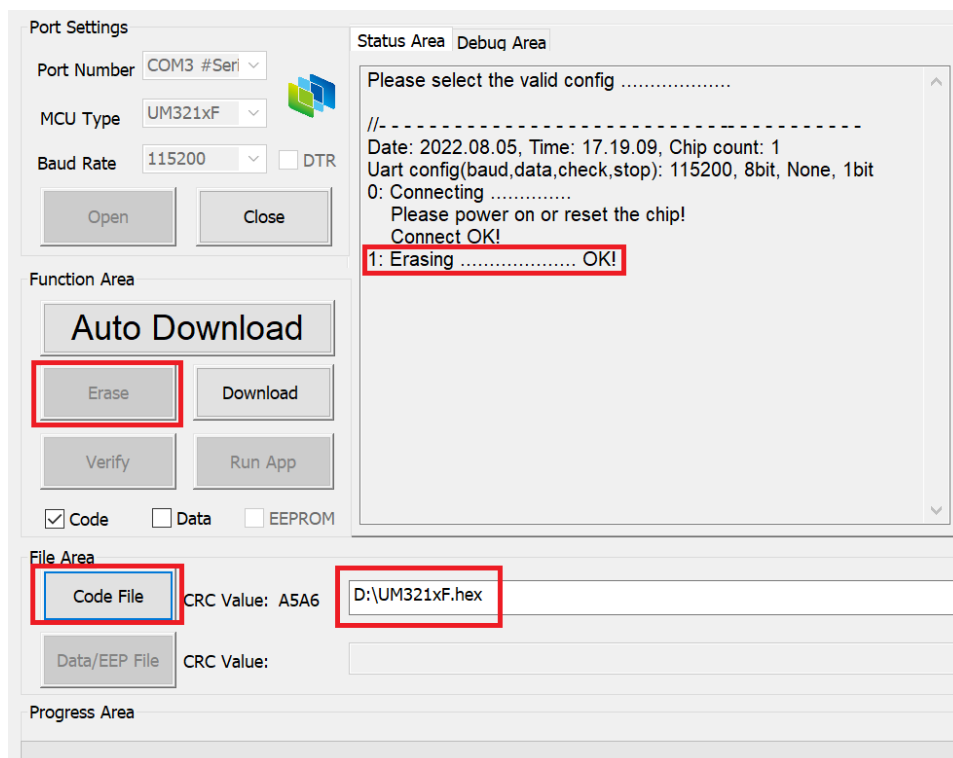 Port Settings
Port Number COM3 #Seri
MCU Type UM321xF
Baud Rate 115200 DTR
Open Close
Function Area
Auto Download
Erase Download
Verify Run App
Code Data EEPROM
Status Area Debug Area
Please select the valid config ...................
//- - - - - - - - - - - - - - - - - - - - - - - - - - - - -- - - - - - - - - - - -
Date: 2022.08.05, Time: 17.19.09, Chip count: 1
Uart config(baud,data,check,stop): 115200, 8bit, None, 1bit
0: Connecting ..............
Please power on or reset the chip!
Connect OK!
1: Erasing .................... OK!
File Area
Code File CRC Value: A5A6 D:\UM321xF.hex
Data/EEP File CRC Value:
Progress Area